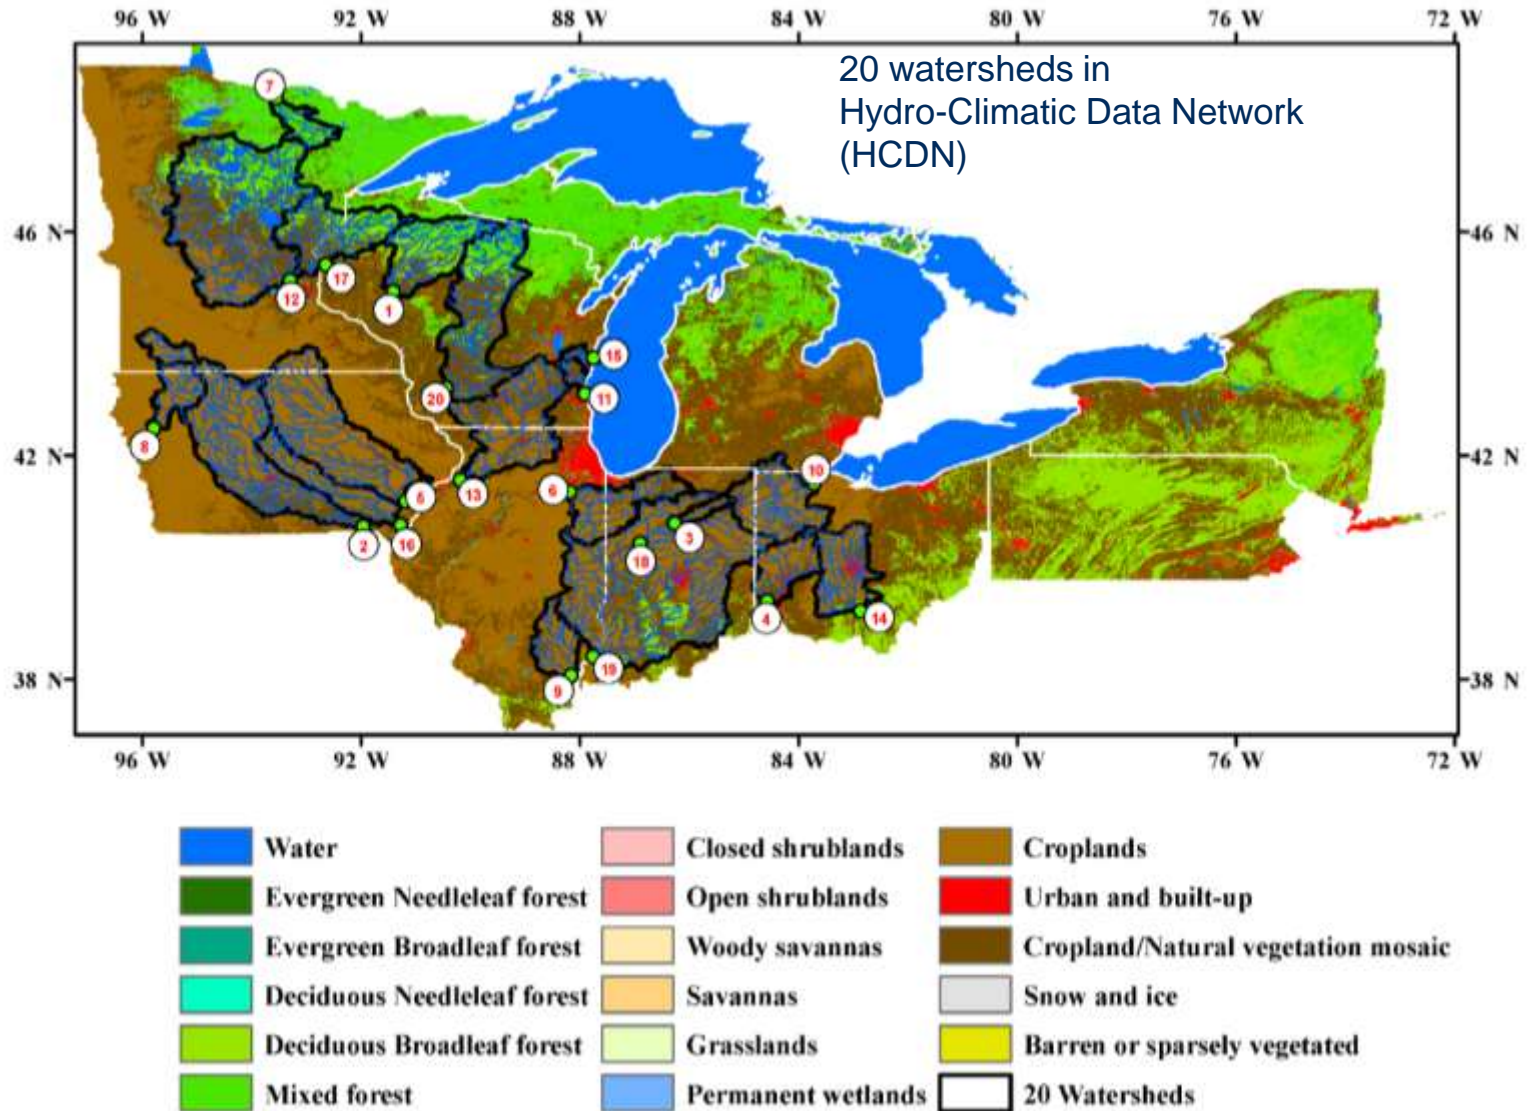 96 W 92 W 88 W 84 W 80 W 76 W 72 W
20 watersheds in
Hydro-Climatic Data Network
(HCDN)
7
46 N 46 N
17
12
1
15
20
11
8
42 N 42 N
10
6
5
13
2
16
3
18
4
14
19
9
38 N 38 N
96 W 92 W 88 W 84 W 80 W 76 W 72 W
Water
Evergreen Needleleaf forest
Evergreen Broadleaf forest
Deciduous Needleleaf forest
Deciduous Broadleaf forest
Mixed forest
Closed shrublands
Open shrublands
Woody savannas
Savannas
Grasslands
Permanent wetlands
Croplands
Urban and built-up
Cropland/Natural vegetation mosaic
Snow and ice
Barren or sparsely vegetated
20 Watersheds